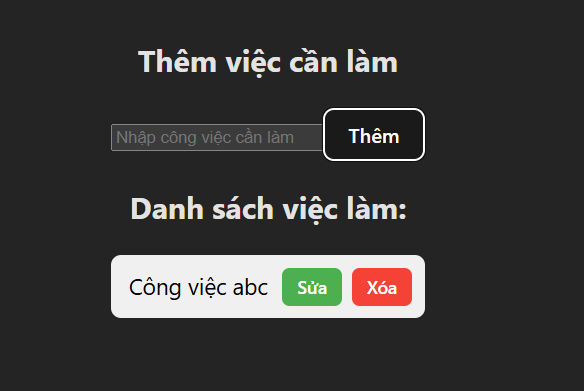 Thêm việc cần làm
Nhập công việc cần làm Thêm
Danh sách việc làm:
Công việc abc Sửa Xóa